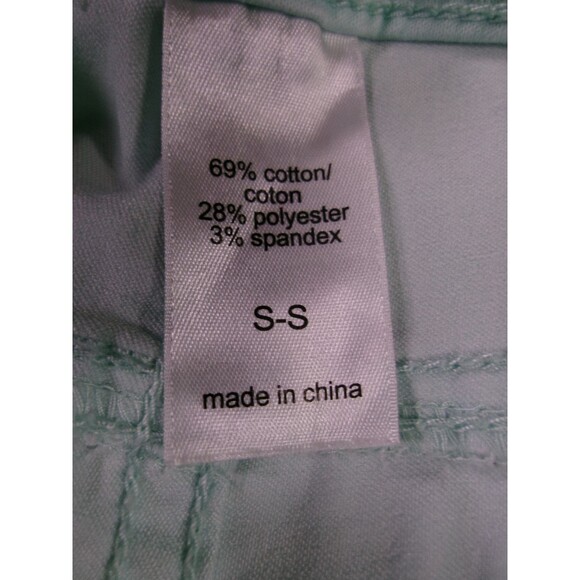 69% cotton/
coton
28% polyester
3% spandex
S-S
made in china